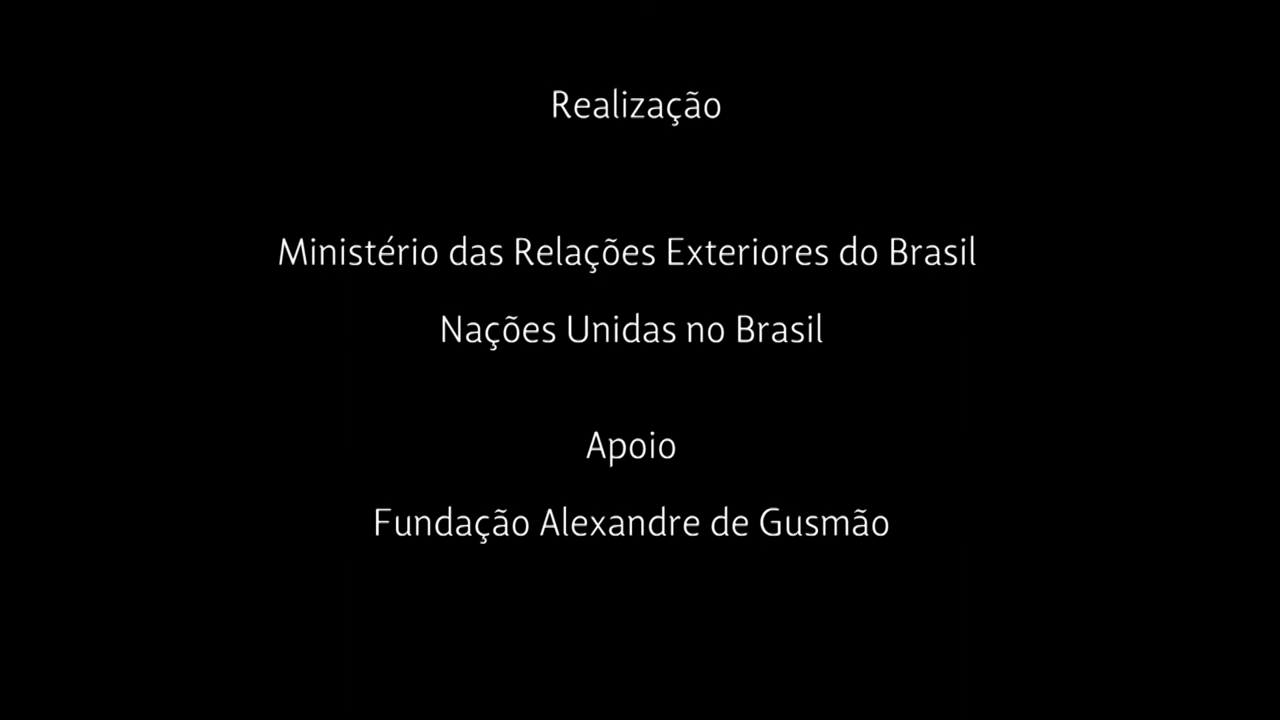 Realização
Ministério das Relações Exteriores do Brasil
Nações Unidas no Brasil
Apoio
Fundação Alexandre de Gusmão